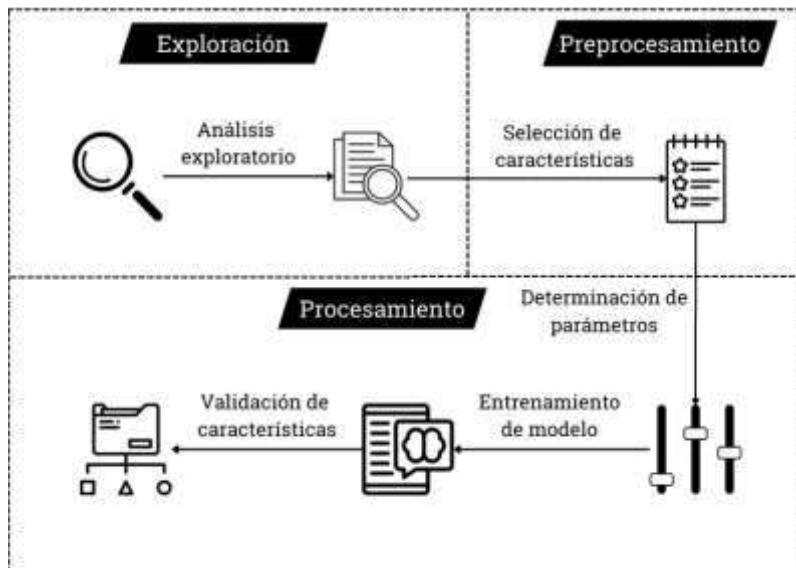 Exploración
Preprocesamiento
Análisis
exploratorio
Selección de
características
Procesamiento
Determinación de
parámetros
Validación de
características
Entrenamiento
de modelo